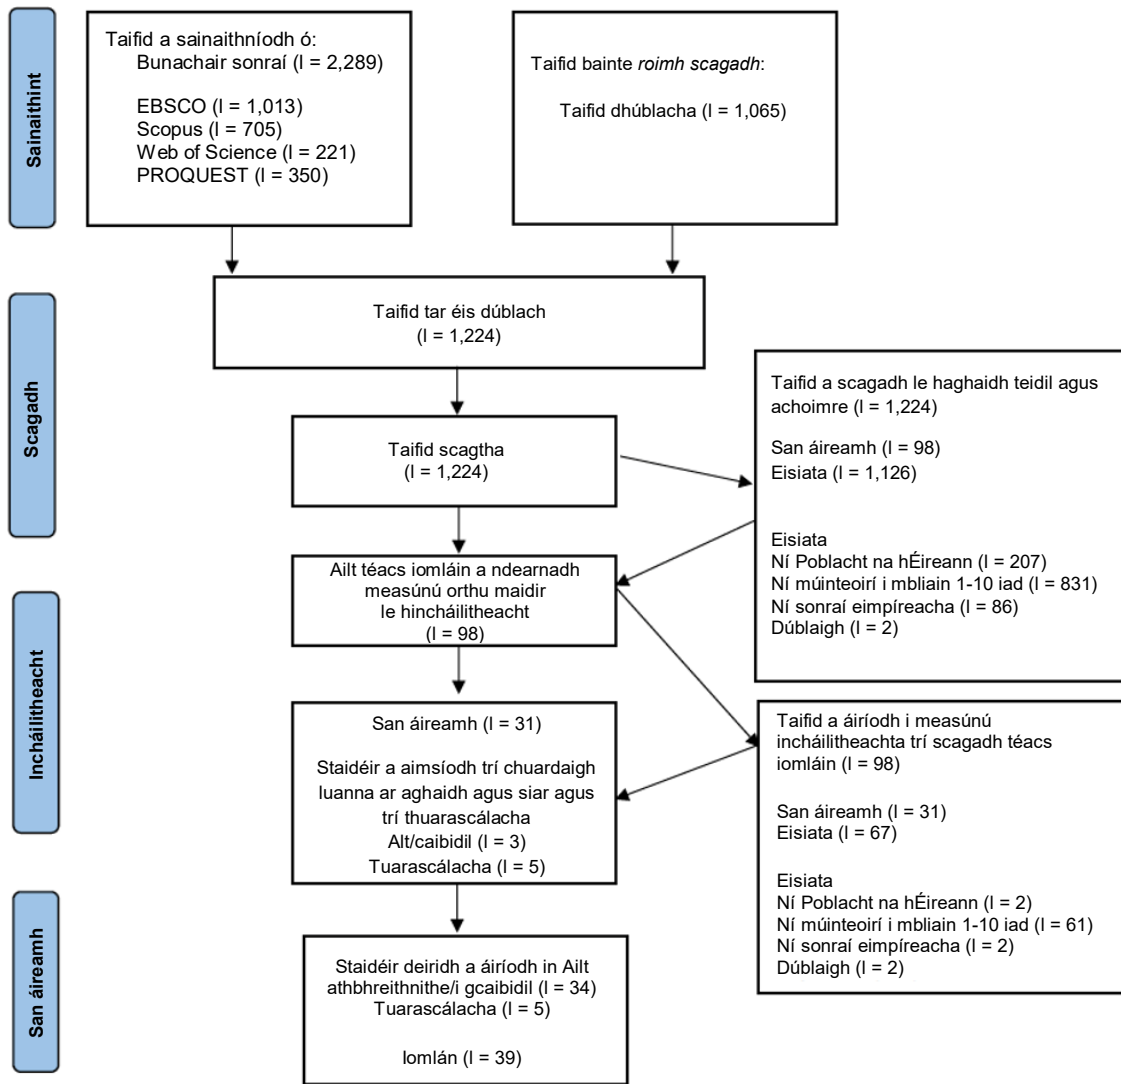 Sainaithint
Taifid a sainaithníodh ó:
Bunachair sonraí (l = 2,289)
EBSCO (l = 1,013)
Scopus (l = 705)
Web of Science (l = 221)
PROQUEST (l = 350)
Taifid bainte roimh scagadh:
Taifid dhúblacha (l = 1,065)
Scagadh
Taifid tar éis dúblach
(l = 1,224)
Taifid scagtha
(l = 1,224)
Taifid a scagadh le haghaidh teidil agus
achoimre (l = 1,224)
San áireamh (l = 98)
Eisiata (l = 1,126)
Eisiata
Ní Poblacht na hÉireann (l = 207)
Ní múinteoirí i mbliain 1-10 iad (l = 831)
Ní sonraí eimpíreacha (l = 86)
Dúblaigh (l = 2)
Incháilitheacht
Ailt téacs iomláin a ndearnadh
measúnú orthu maidir
le hincháilitheacht
(l = 98)
San áireamh (l = 31)
Staidéir a aimsíodh trí chuardaigh
luanna ar aghaidh agus siar agus
trí thuarascálacha
Alt/caibidil (l = 3)
Tuarascálacha (l = 5)
Taifid a áiríodh i measúnú
incháilitheachta trí scagadh téacs
iomláin (l = 98)
San áireamh (l = 31)
Eisiata (l = 67)
Eisiata
Ní Poblacht na hÉireann (l = 2)
Ní múinteoirí i mbliain 1-10 iad (l = 61)
Ní sonraí eimpíreacha (l = 2)
Dúblaigh (l = 2)
San áireamh
Staidéir deiridh a áiríodh in Ailt
athbhreithnithe/i gcaibidil (l = 34)
Tuarascálacha (l = 5)
Iomlán (l = 39)